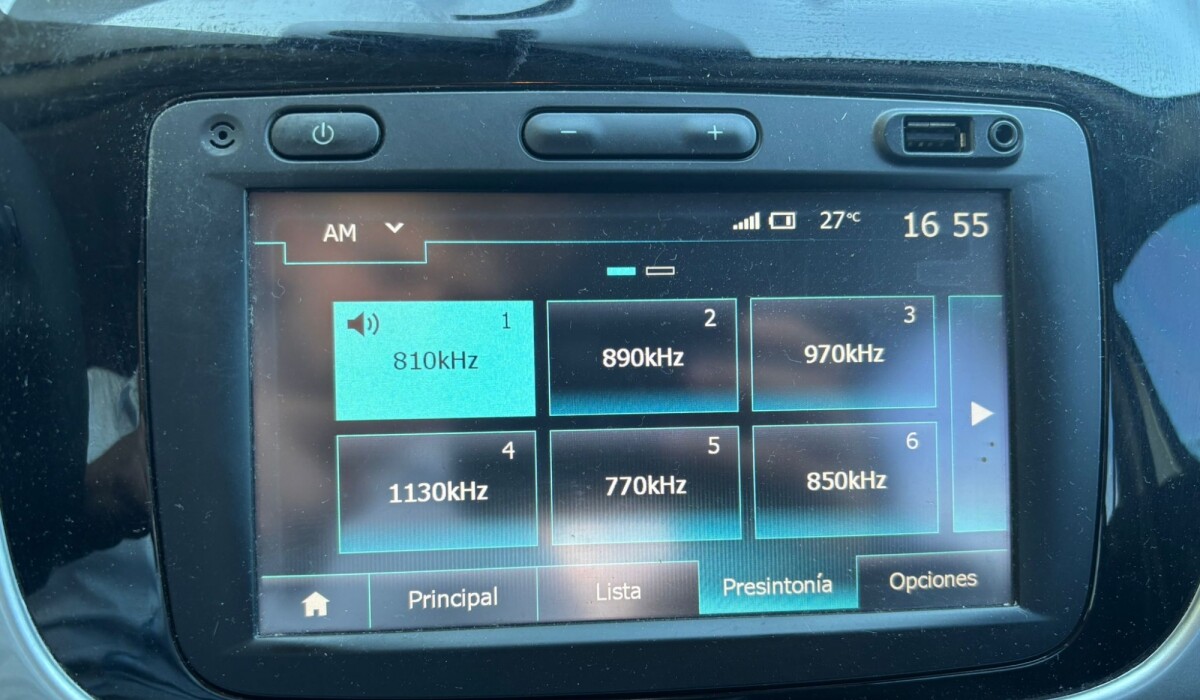 AM 27°C 16 55
1 2 3
810kHz 890kHz 970kHz
4 5 6
1130kHz 770kHz 850kHz
Principal Lista Presintonía Opciones